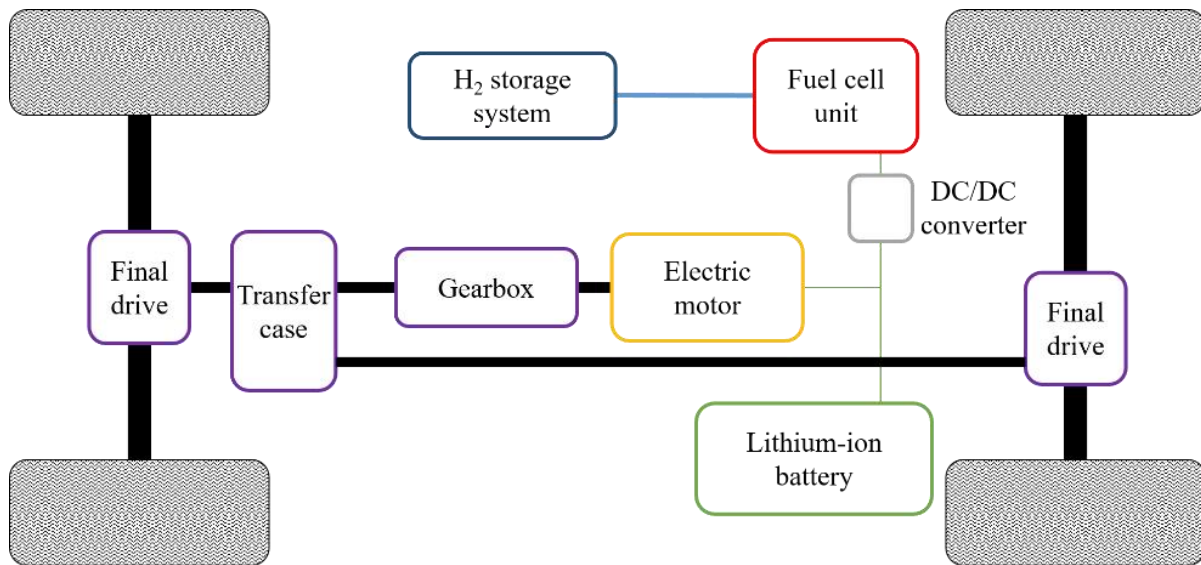 H₂ storage
system
Fuel cell
unit
DC/DC
converter
Final
drive
Transfer
case
Gearbox
Electric
motor
Final
drive
Lithium-ion
battery